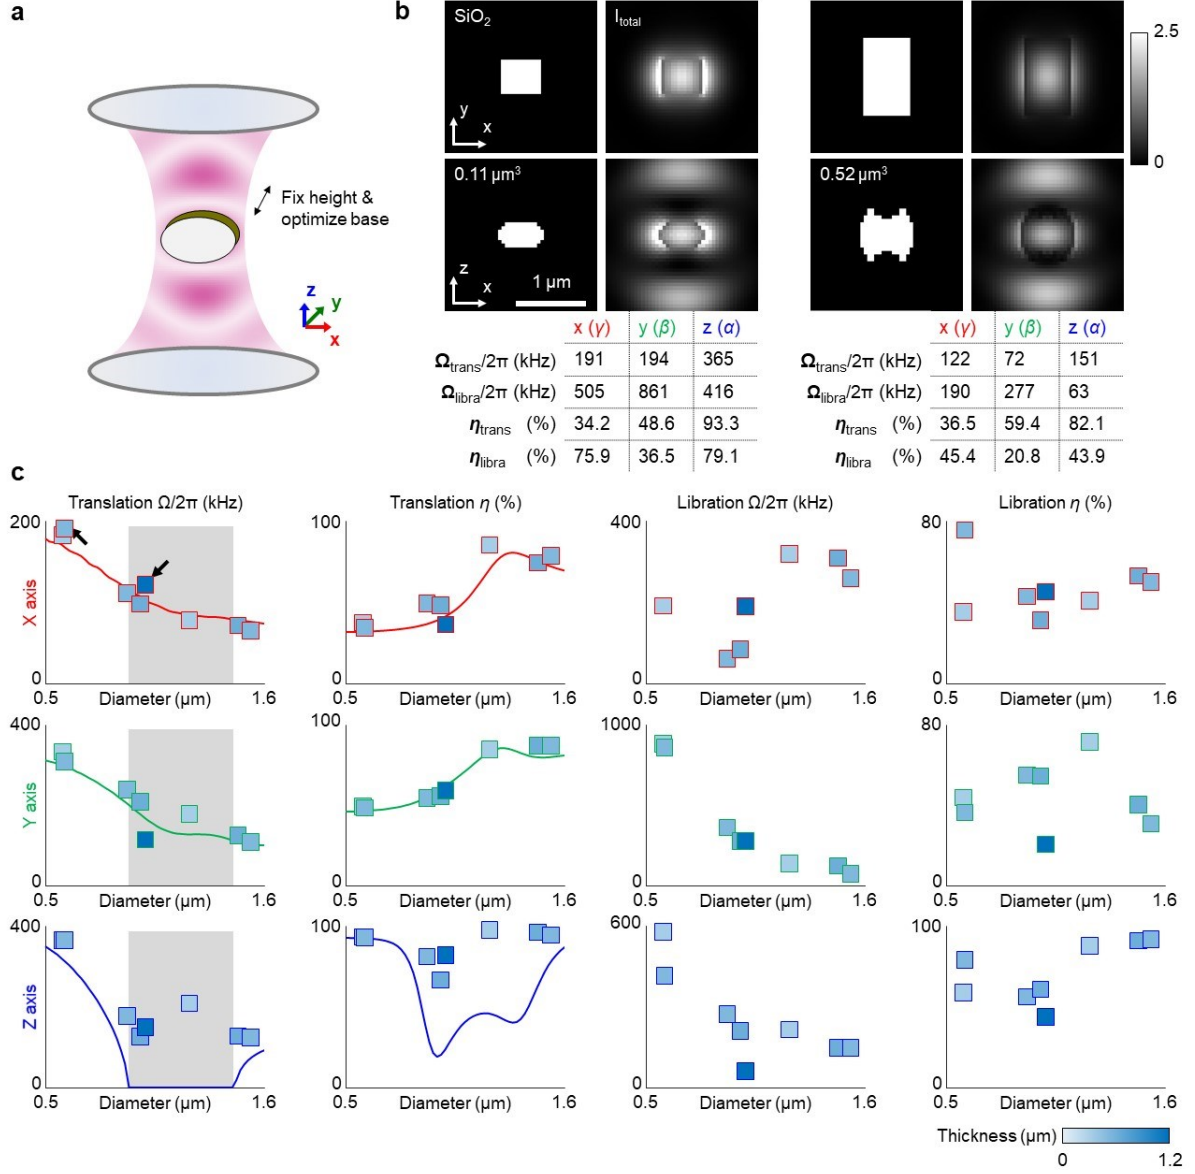 a
Fix height &
optimize base
z
y
x
b
SiO₂
I_total
2.5
0
y
x
0.11 μm³
0.52 μm³
z
x
1 μm
x (γ) y (β) z (α)
Ω_trans/2π (kHz) 191 194 365
Ω_libra/2π (kHz) 505 861 416
η_trans (%) 34.2 48.6 93.3
η_libra (%) 75.9 36.5 79.1
x (γ) y (β) z (α)
Ω_trans/2π (kHz) 122 72 151
Ω_libra/2π (kHz) 190 277 63
η_trans (%) 36.5 59.4 82.1
η_libra (%) 45.4 20.8 43.9
c
Translation Ω/2π (kHz) Translation η (%) Libration Ω/2π (kHz) Libration η (%)
200 100 400 80
X axis
0 0 0 0
0.5 Diameter (μm) 1.6 0.5 Diameter (μm) 1.6 0.5 Diameter (μm) 1.6 0.5 Diameter (μm) 1.6
400 100 1000 80
Y axis
0 0 0 0
0.5 Diameter (μm) 1.6 0.5 Diameter (μm) 1.6 0.5 Diameter (μm) 1.6 0.5 Diameter (μm) 1.6
400 100 600 100
Z axis
0 0 0 0
0.5 Diameter (μm) 1.6 0.5 Diameter (μm) 1.6 0.5 Diameter (μm) 1.6 0.5 Diameter (μm) 1.6
Thickness (μm)
0 1.2